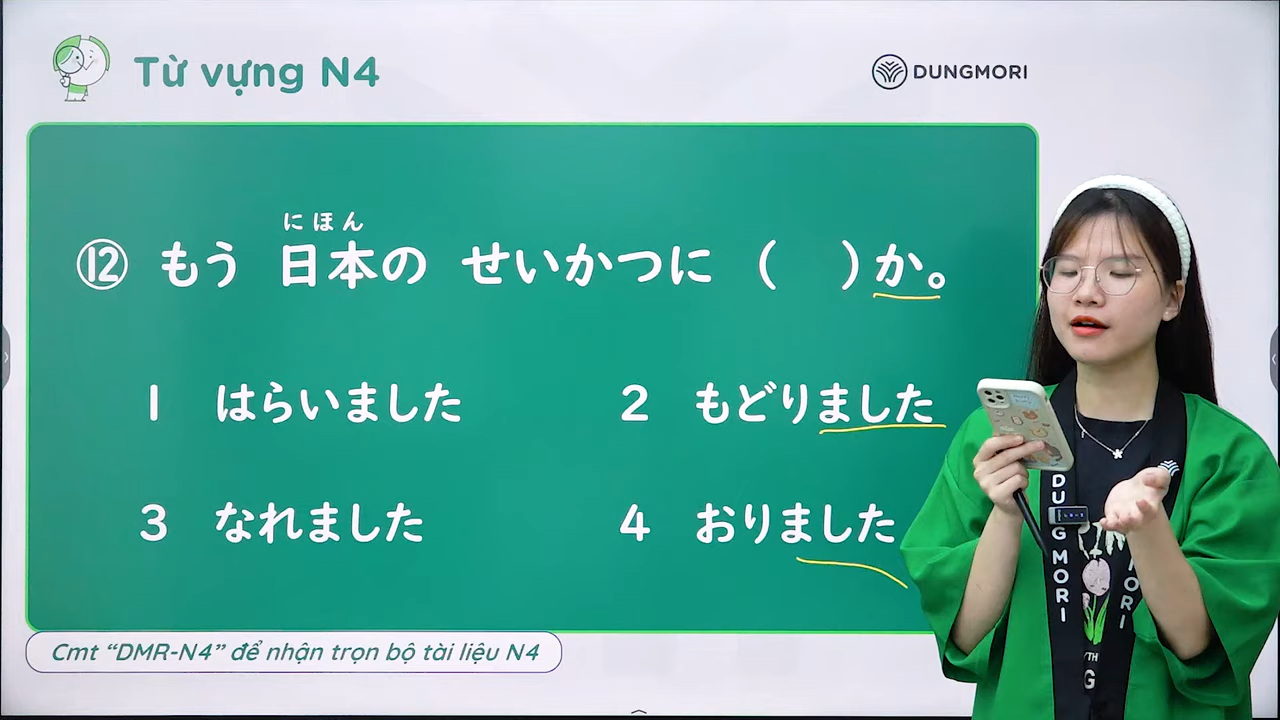 Từ vựng N4
DUNGMORI
にほん
⑫ もう 日本の せいかつに ( )か。
1 はらいました
2 もどりました
3 なれました
4 おりました
Cmt “DMR-N4” để nhận trọn bộ tài liệu N4
DUNGMORI